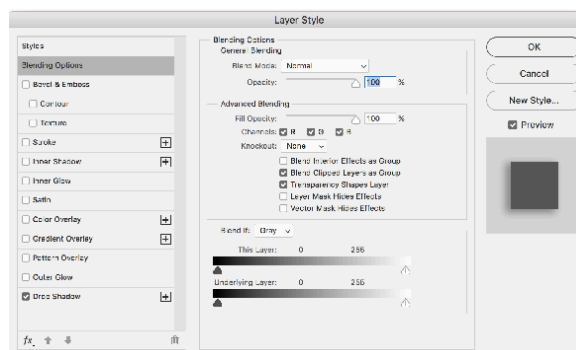 Layer Style
Styles
Blending Options
Bevel & Emboss
Contour
Texture
Stroke
Inner Shadow
Inner Glow
Satin
Color Overlay
Gradient Overlay
Pattern Overlay
Outer Glow
Drop Shadow
fx
Blending Options
General Blending
Blend Mode: Normal
Opacity: 100 %
Advanced Blending
Fill Opacity: 100 %
Channels: R G B
Knockout: None
Blend Interior Effects as Group
Blend Clipped Layers as Group
Transparency Shapes Layer
Layer Mask Hides Effects
Vector Mask Hides Effects
Blend If: Gray
This Layer: 0 255
Underlying Layer: 0 255
OK
Cancel
New Style...
Preview